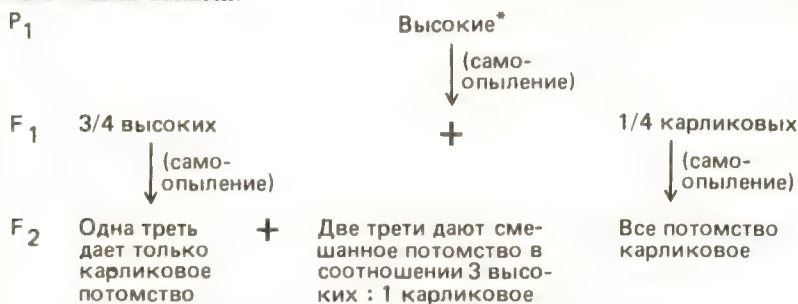 P1
Высокие*
(само-
опыление)
F1 3/4 высоких + 1/4 карликовых
(само-
опыление)
(само-
опыление)
F2
Одна треть
дает только
карликовое
потомство
+
Две трети дают сме-
шанное потомство в
соотношении 3 высо-
ких : 1 карликовое
Все потомство
карликовое